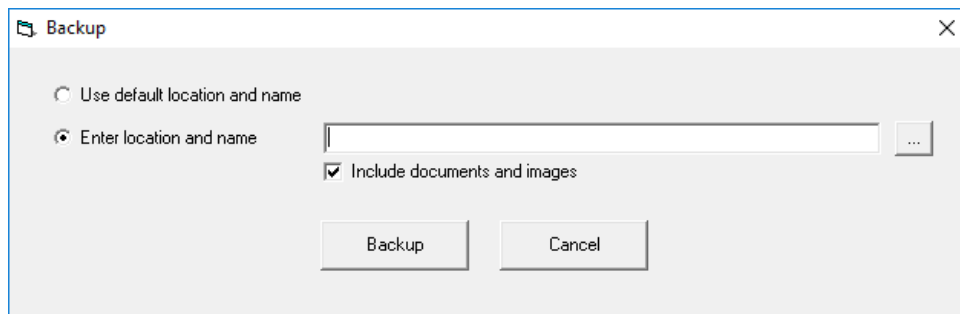 Backup
Use default location and name
Enter location and name
...
Include documents and images
Backup Cancel